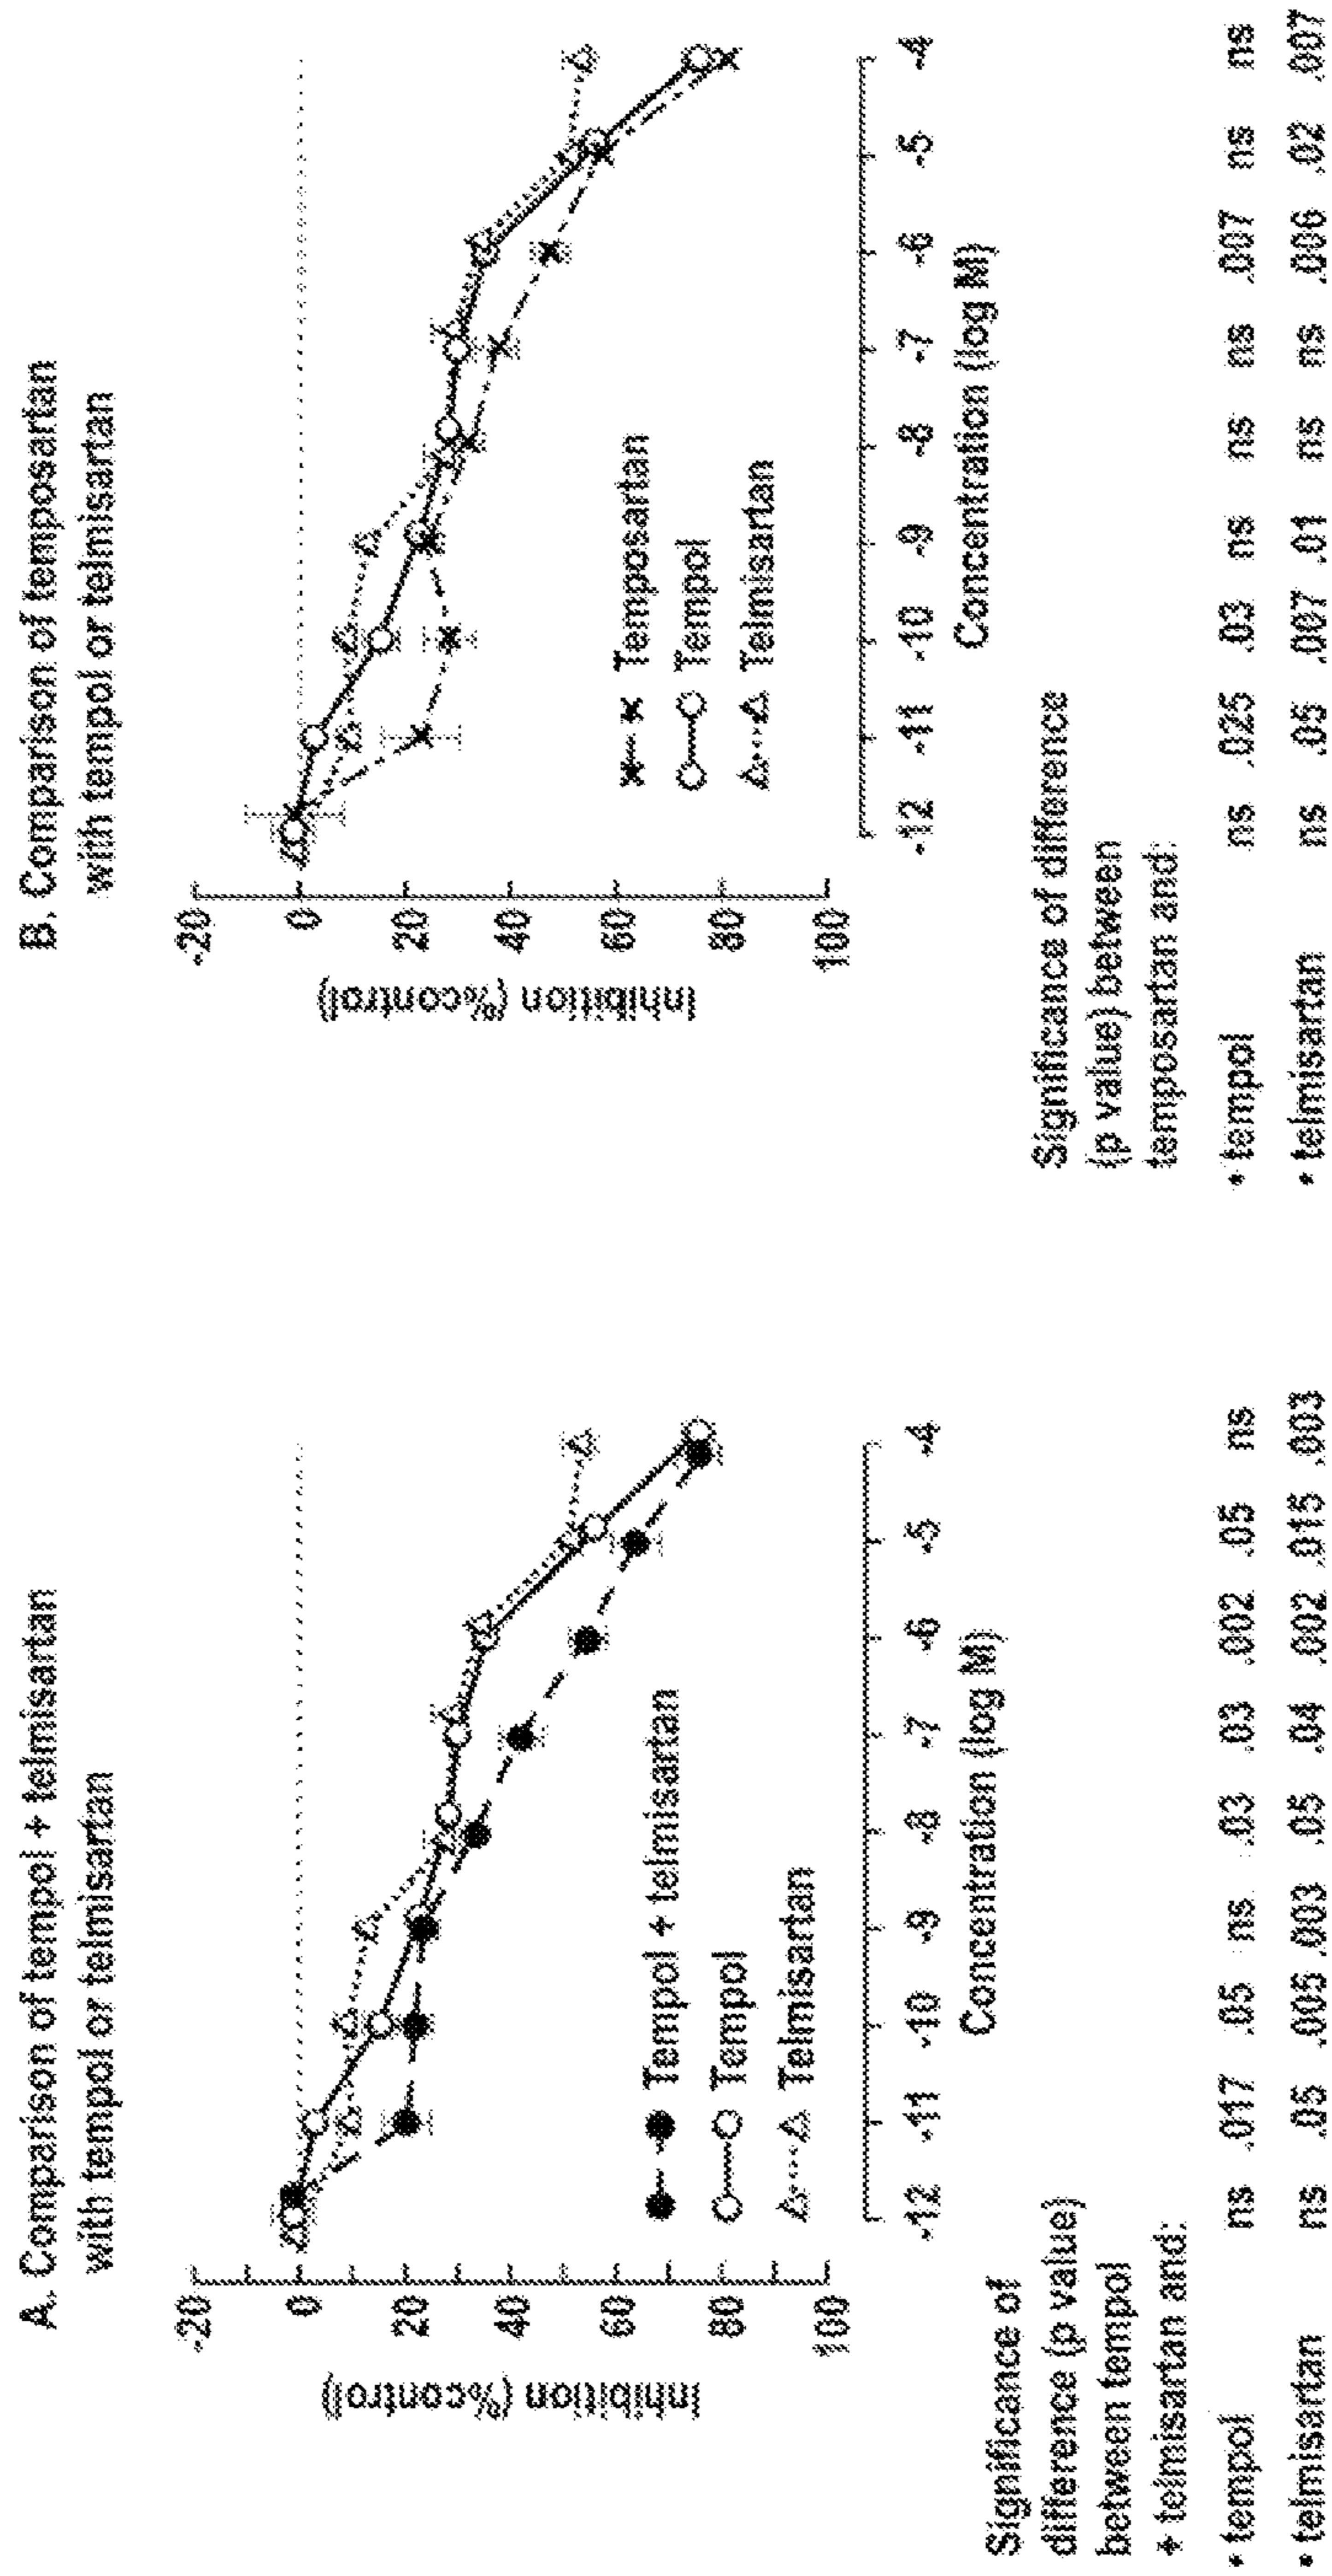 A. Comparison of tempol + telmisartan
with tempol or telmisartan
-20
0
20
40
60
80
100
Inhibition (%control)
Tempol + telmisartan
Tempol
Telmisartan
-12 -11 -10 -9 -8 -7 -6 -5 -4
Concentration (log M)
Significance of
difference (p value)
between tempol
+ telmisartan and:
• tempol ns .017 .05 ns .03 .03 .002 .05 ns
• telmisartan ns .05 .005 .003 .05 .04 .002 .015 .003
B. Comparison of temposartan
with tempol or telmisartan
-20
0
20
40
60
80
100
Inhibition (%control)
Temposartan
Tempol
Telmisartan
-12 -11 -10 -9 -8 -7 -6 -5 -4
Concentration (log M)
Significance of difference
(p value) between
temposartan and:
• tempol ns .025 .03 ns ns ns .007 ns ns
• telmisartan ns .05 .007 .01 ns ns .006 .02 .007